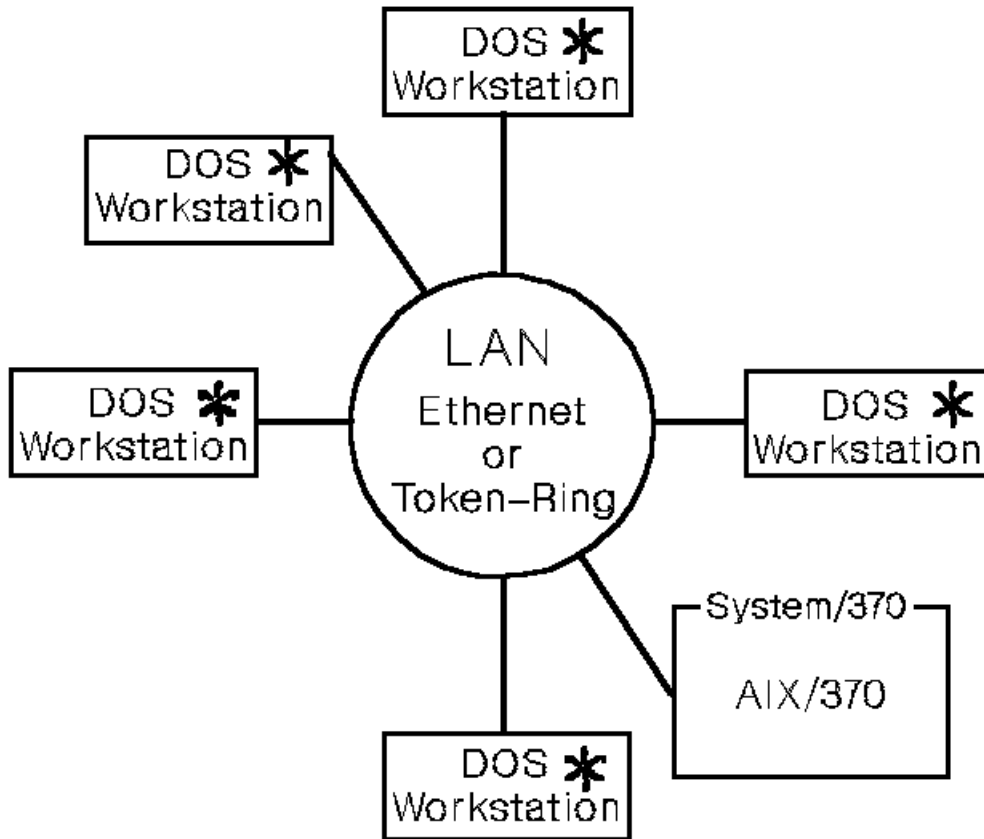 DOS *
Workstation
DOS *
Workstation
DOS *
Workstation
LAN
Ethernet
or
Token-Ring
DOS *
Workstation
System/370
AIX/370
DOS *
Workstation